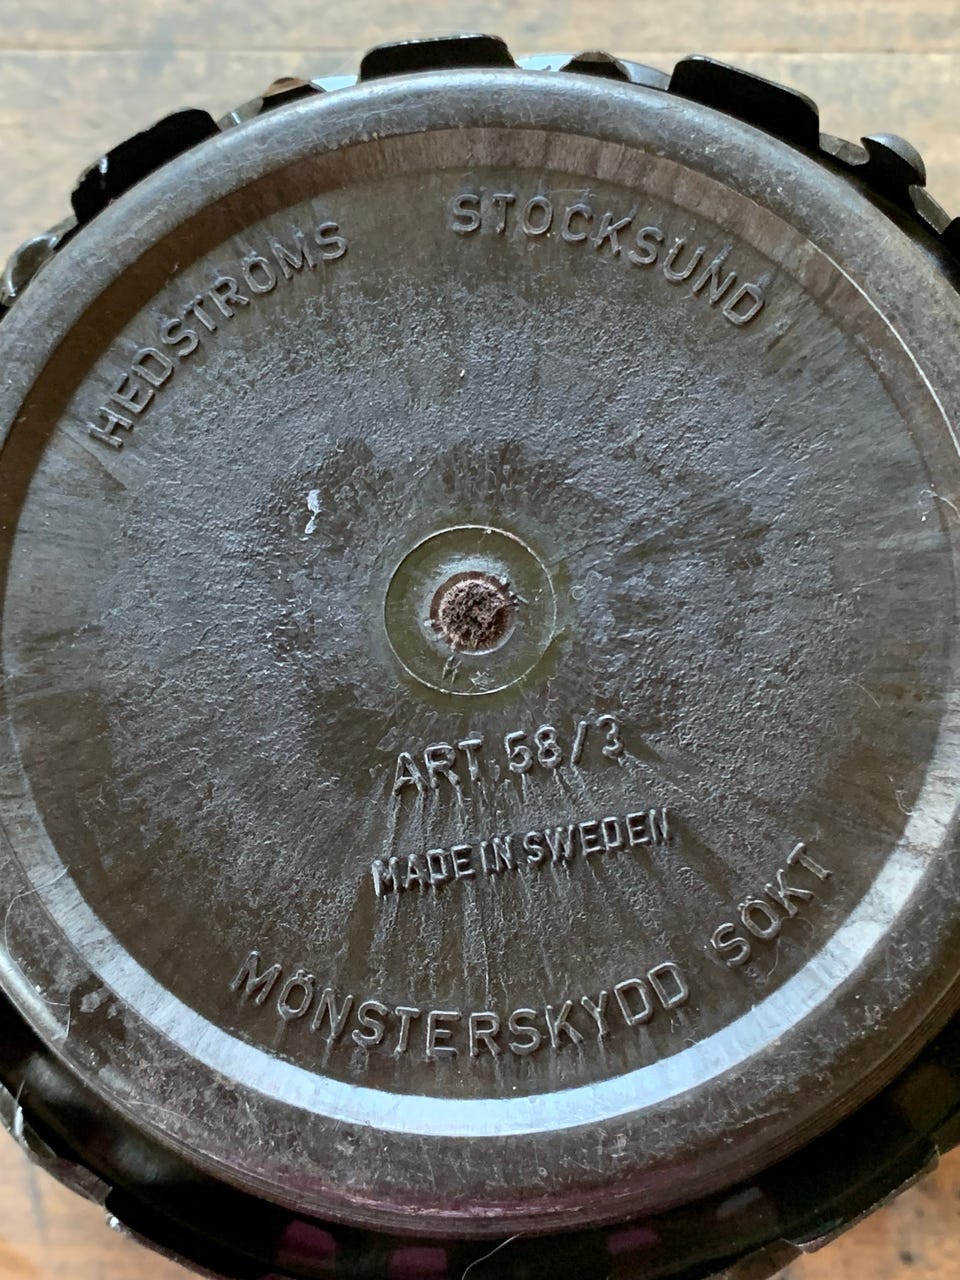 HEDSTRÖMS STOCKSUND
ART. 58/3
MADE IN SWEDEN
MÖNSTERSKYDD SÖKT